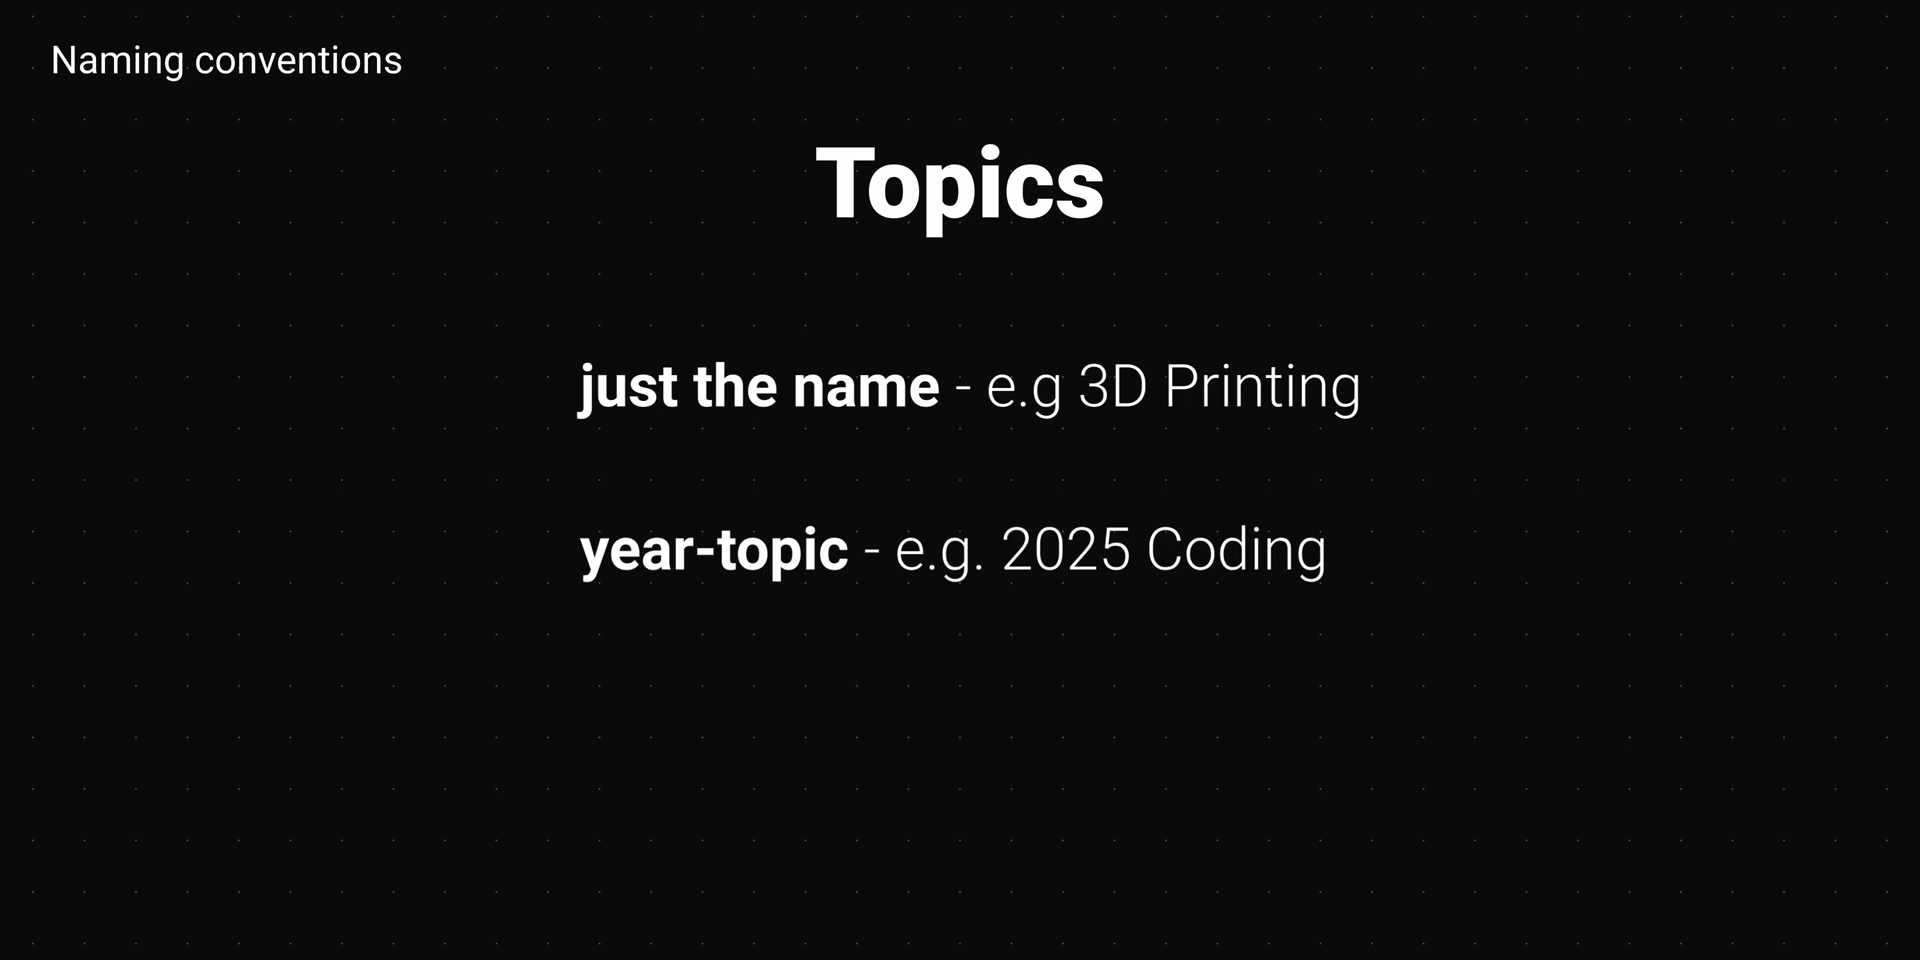 Naming conventions
Topics
just the name - e.g 3D Printing
year-topic - e.g. 2025 Coding